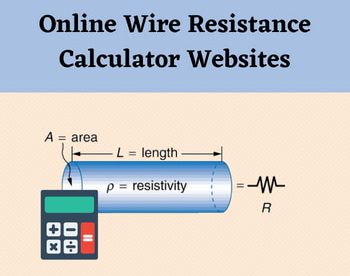 Online Wire Resistance
Calculator Websites
A = area
L = length
ρ = resistivity
=
R
+ −
× ÷ =